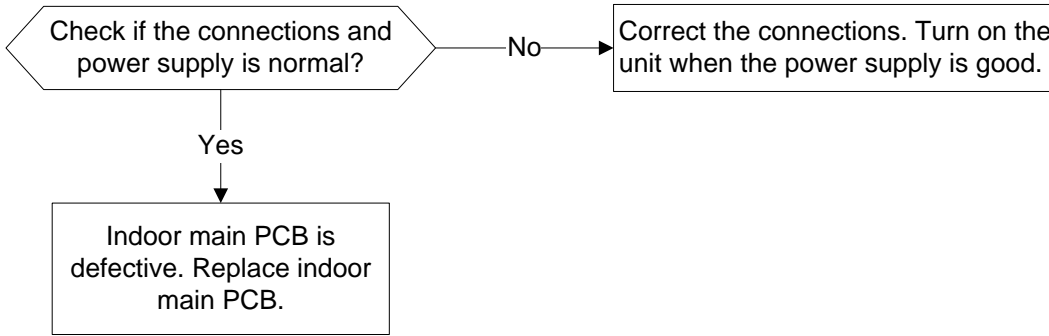 Check if the connections and
power supply is normal?
No
Correct the connections. Turn on the
unit when the power supply is good.
Yes
Indoor main PCB is
defective. Replace indoor
main PCB.